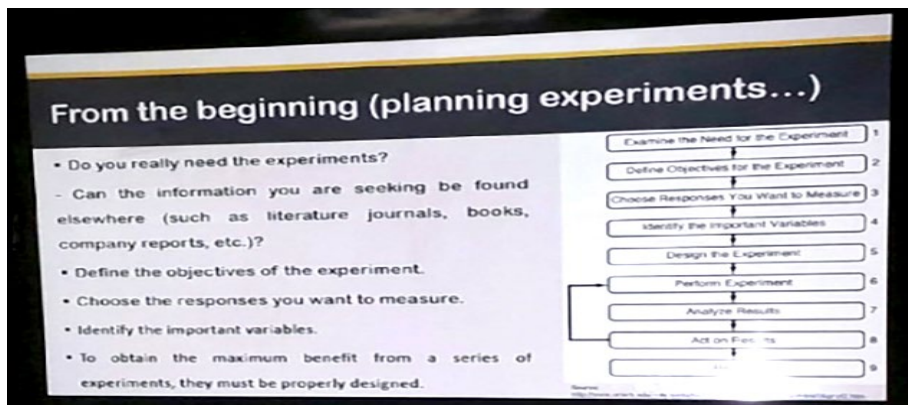 From the beginning (planning experiments...)
• Do you really need the experiments?
- Can the information you are seeking be found
elsewhere (such as literature journals, books,
company reports, etc.)?
• Define the objectives of the experiment.
• Choose the responses you want to measure.
• Identify the important variables.
• To obtain the maximum benefit from a series of
experiments, they must be properly designed.
Examine the Need for the Experiment 1
Define Objectives for the Experiment 2
Choose Responses You Want to Measure 3
Identify the Important Variables 4
Design the Experiment 5
Perform Experiment 6
Analyze Results 7
Act on 8
9